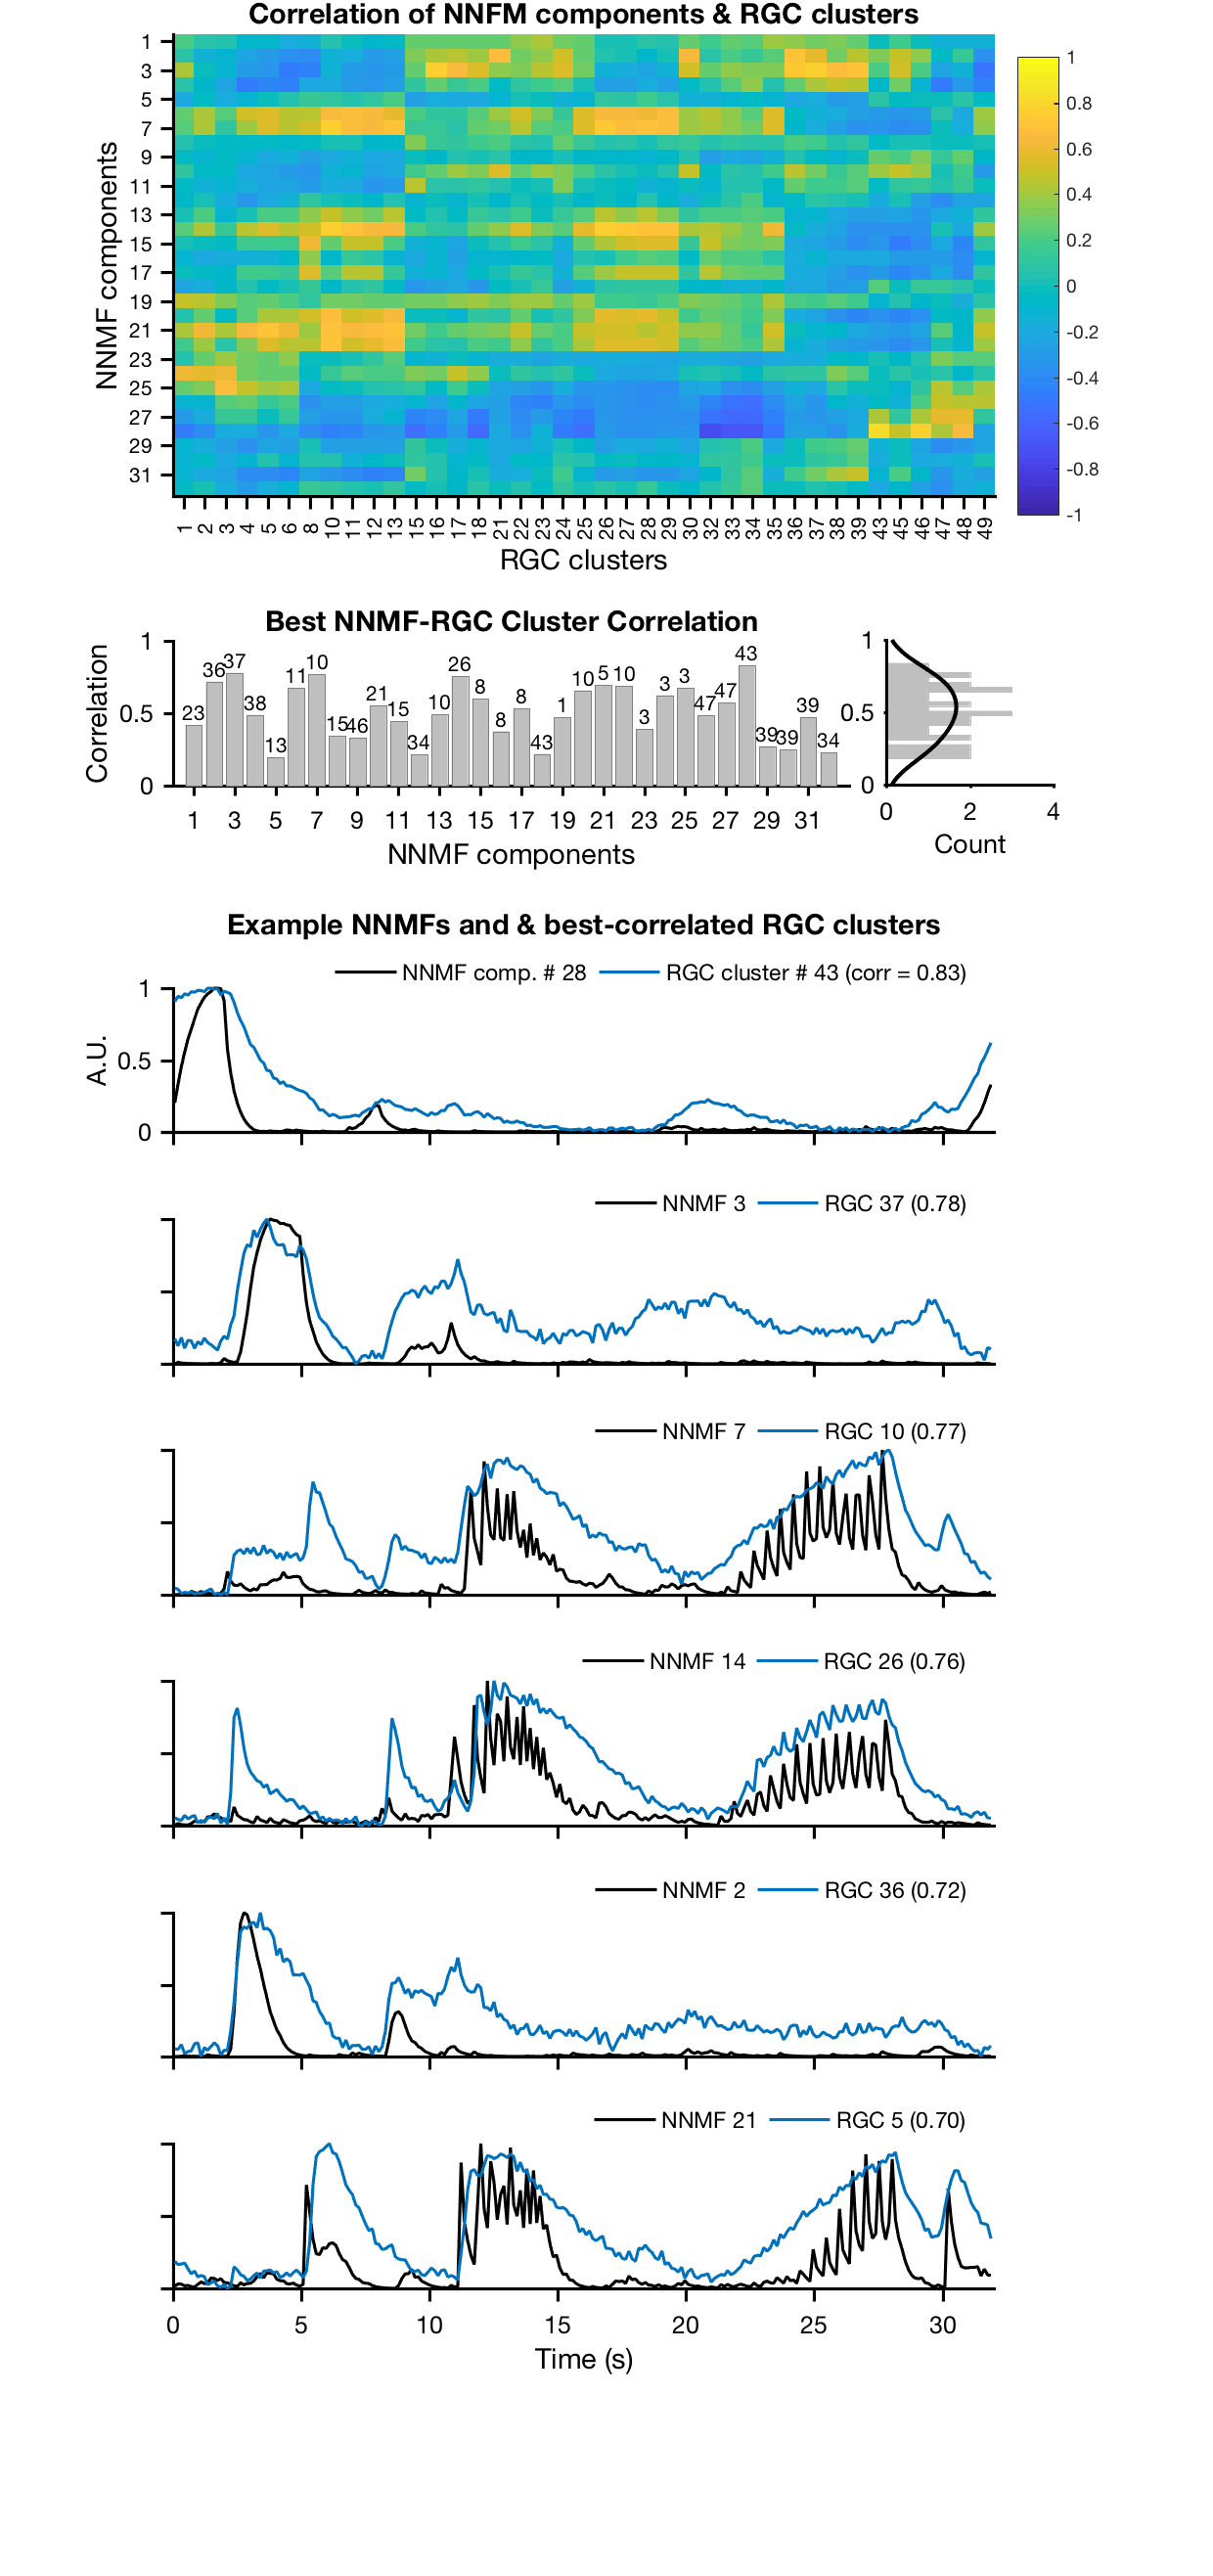 Correlation of NNFM components & RGC clusters
NNMF components
1
3
5
7
9
11
13
15
17
19
21
23
25
27
29
31
1 2 3 4 5 6 8 10 11 12 13 15 16 17 18 21 22 23 24 25 26 27 28 29 30 32 33 34 35 36 37 38 39 43 45 46 47 48 49
RGC clusters
1
0.8
0.6
0.4
0.2
0
-0.2
-0.4
-0.6
-0.8
-1
Best NNMF-RGC Cluster Correlation
Correlation
1
0.5
0
23 36 37 38 13 11 10 15 46 21 15 34 10 26 8 8 8 43 1 10 5 10 3 3 3 47 47 43 39 39 39 34
1 3 5 7 9 11 13 15 17 19 21 23 25 27 29 31
NNMF components
1
0.5
0
0 2 4
Count
Example NNMFs and & best-correlated RGC clusters
NNMF comp. # 28 RGC cluster # 43 (corr = 0.83)
A.U.
1
0.5
0
NNMF 3 RGC 37 (0.78)
NNMF 7 RGC 10 (0.77)
NNMF 14 RGC 26 (0.76)
NNMF 2 RGC 36 (0.72)
NNMF 21 RGC 5 (0.70)
0 5 10 15 20 25 30
Time (s)